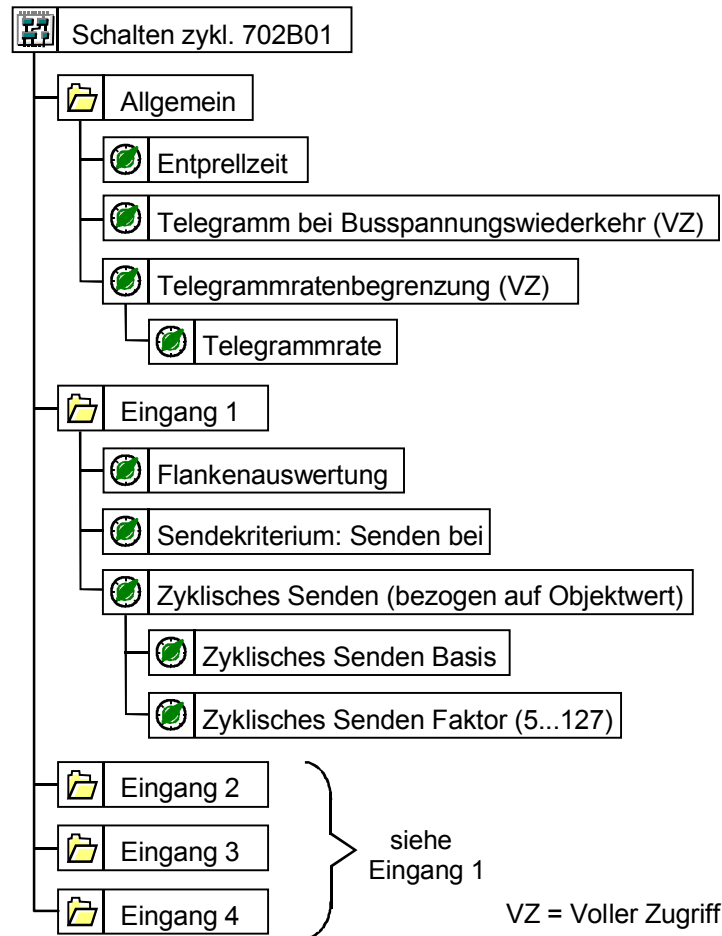 Schalten zykl. 702B01
Allgemein
Entprellzeit
Telegramm bei Busspannungswiederkehr (VZ)
Telegrammratenbegrenzung (VZ)
Telegrammrate
Eingang 1
Flankenauswertung
Sendekriterium: Senden bei
Zyklisches Senden (bezogen auf Objektwert)
Zyklisches Senden Basis
Zyklisches Senden Faktor (5...127)
Eingang 2
Eingang 3
Eingang 4
siehe
Eingang 1
VZ = Voller Zugriff